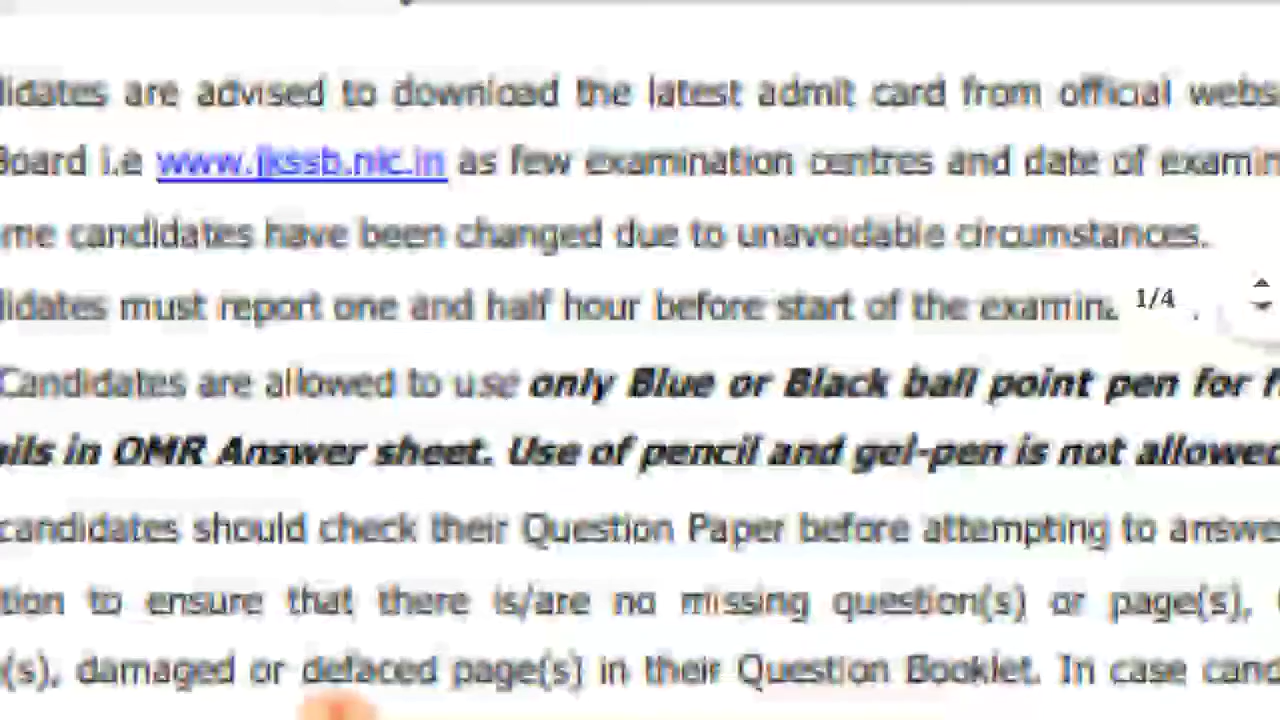 lidates are advised to download the latest admit card from official webs
Board i.e www.jkssb.nic.in as few examination centres and date of examin
me candidates have been changed due to unavoidable circumstances.
lidates must report one and half hour before start of the examina 1/4 .
Candidates are allowed to use only Blue or Black ball point pen for f
ails in OMR Answer sheet. Use of pencil and gel-pen is not allowed
candidates should check their Question Paper before attempting to answe
tion to ensure that there is/are no missing question(s) or page(s),
(s), damaged or defaced page(s) in their Question Booklet. In case cand